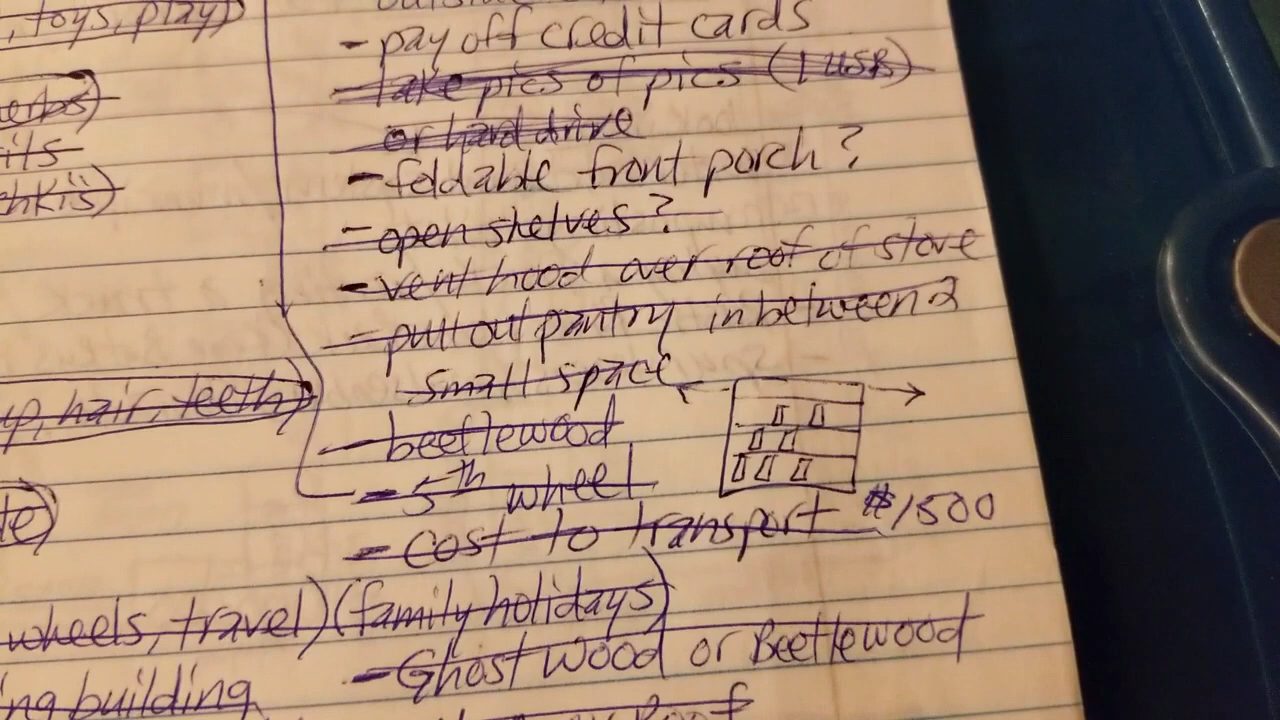 , toys, play)
- pay off credit cards
- take pics of pics (1 USB)
or hard drive
- foldable front porch?
- open shelves?
- vent hood over roof of stove
- pull out pantry in between 2
small space
hair, teeth)
- beetlewood
- 5th wheel
- cost to transport $1500
wheels, travel) (family holidays)
- Ghost wood or Beetlewood
building